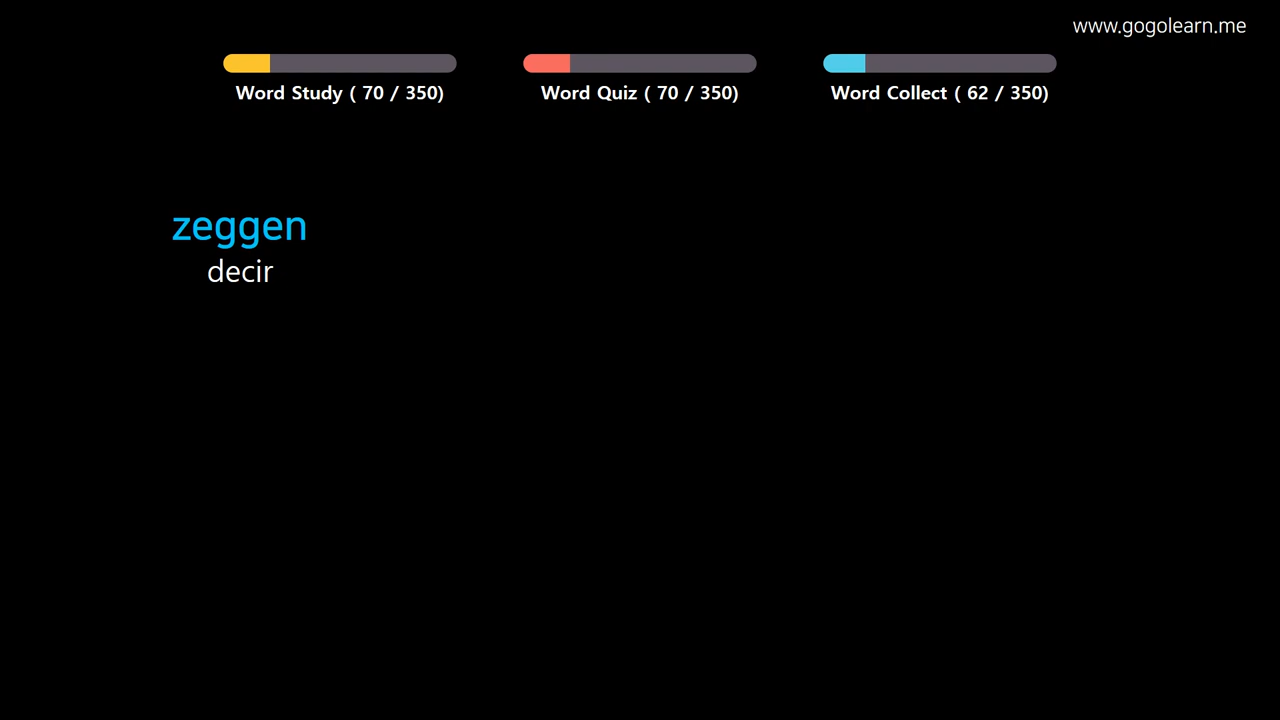 www.gogolearn.me
Word Study ( 70 / 350)
Word Quiz ( 70 / 350)
Word Collect ( 62 / 350)
zeggen
decir